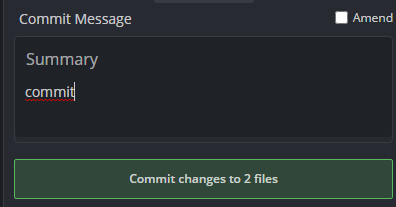 Commit Message
Amend
Summary
commit
Commit changes to 2 files